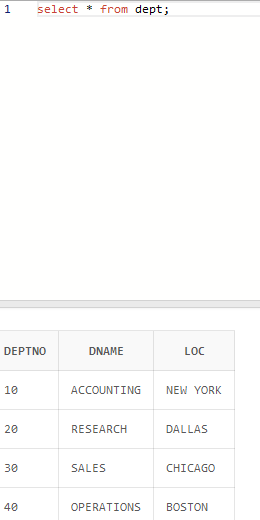 1 select * from dept;
DEPTNO DNAME LOC
10 ACCOUNTING NEW YORK
20 RESEARCH DALLAS
30 SALES CHICAGO
40 OPERATIONS BOSTON